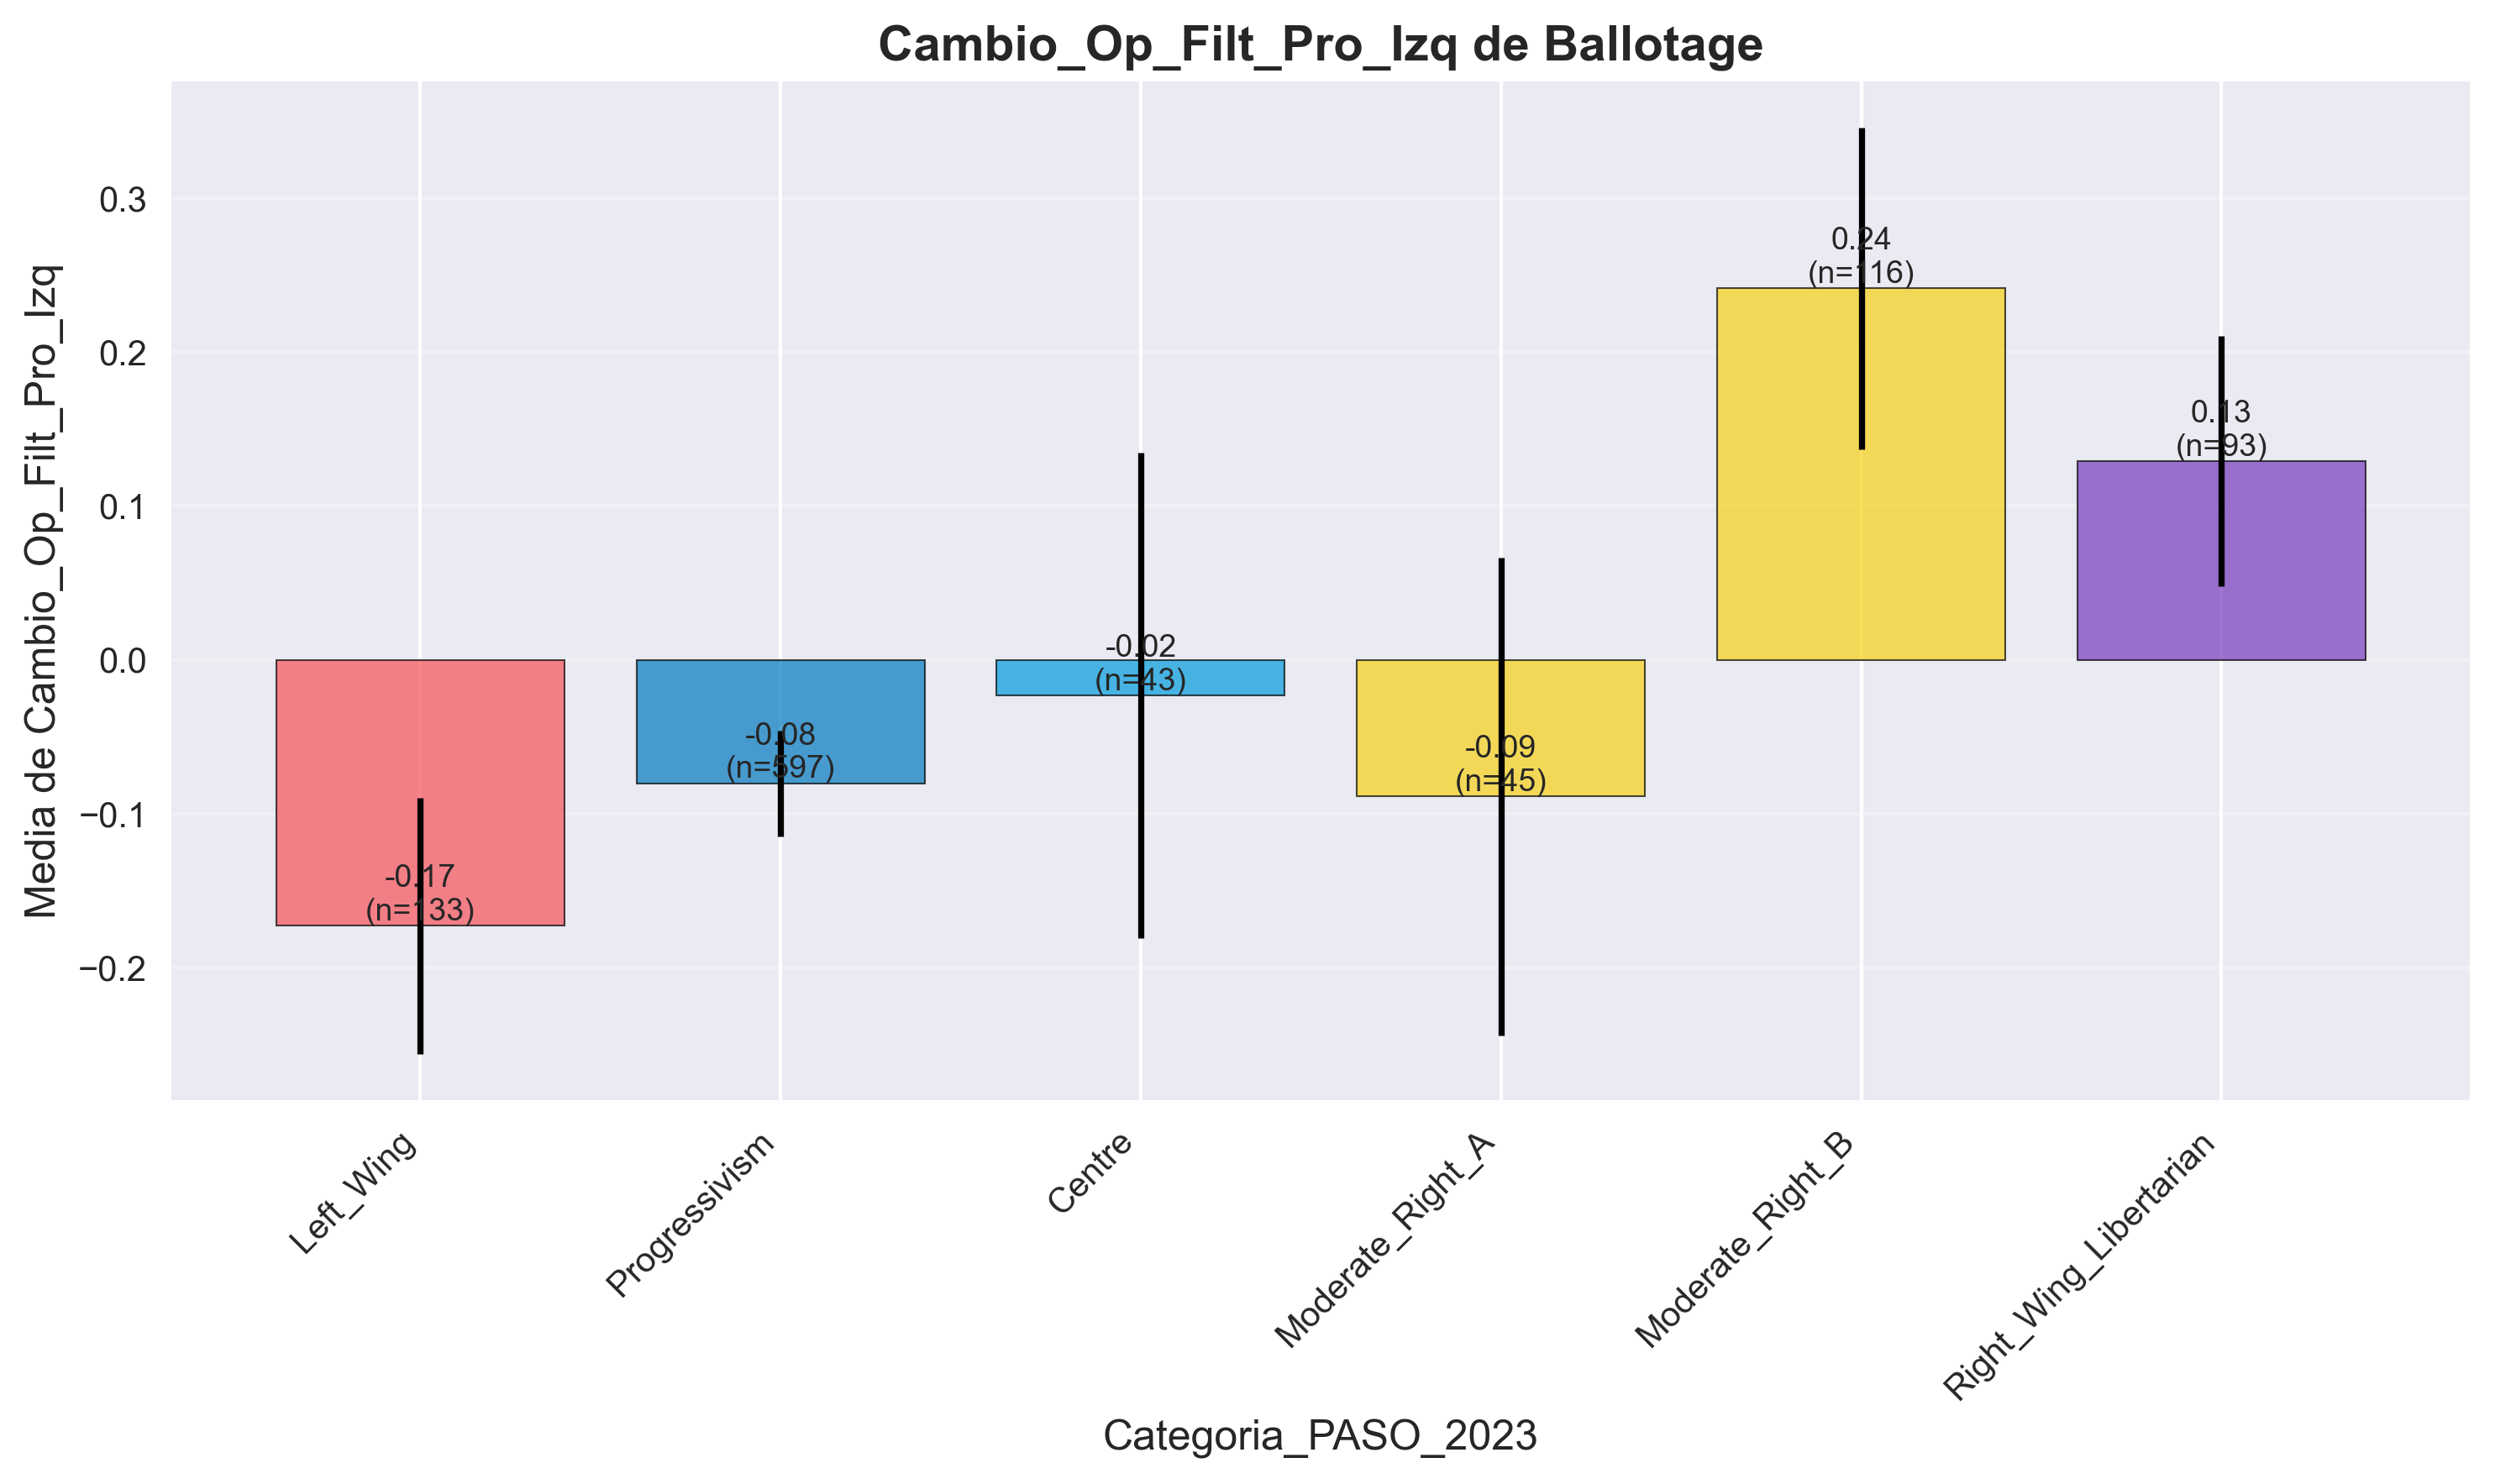 Cambio_Op_Filt_Pro_Izq de Ballotage
Media de Cambio_Op_Filt_Pro_Izq
0.3
0.2
0.1
0.0
−0.1
−0.2
-0.17
(n=133)
-0.08
(n=597)
-0.02
(n=43)
-0.09
(n=45)
0.24
(n=116)
0.13
(n=93)
Left_Wing
Progressivism
Centre
Moderate_Right_A
Moderate_Right_B
Right_Wing_Libertarian
Categoria_PASO_2023